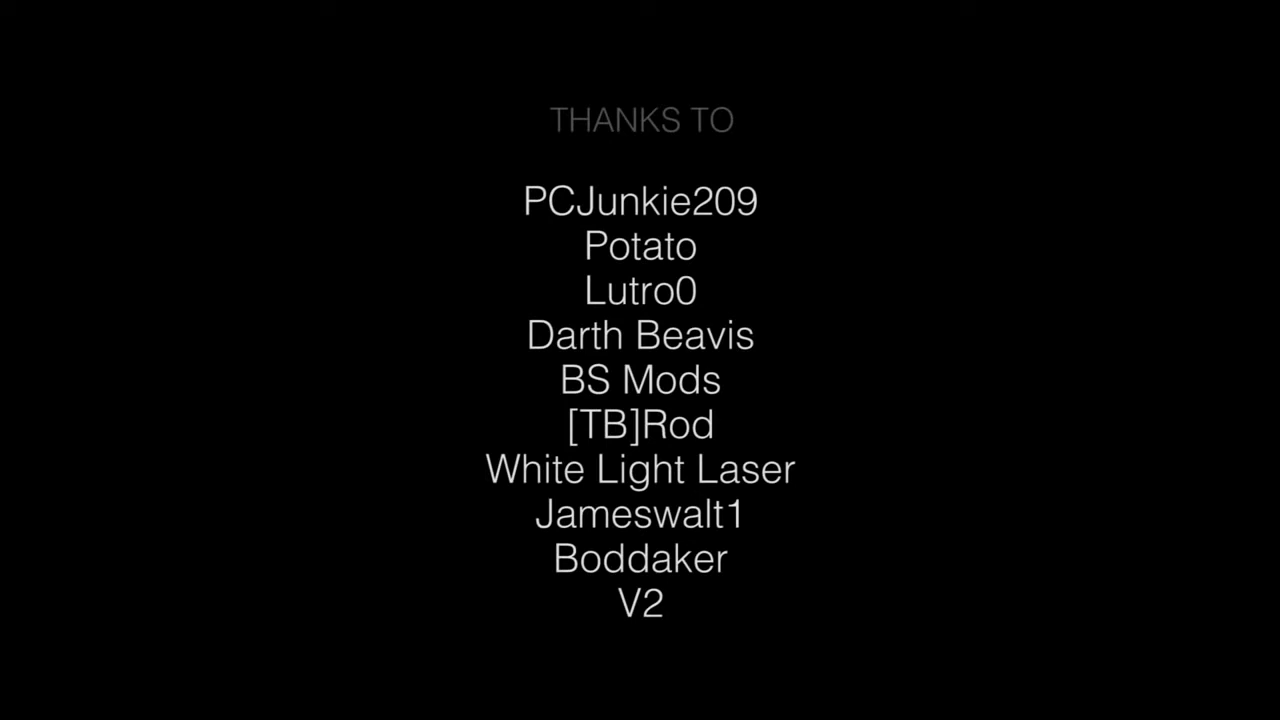 THANKS TO
PCJunkie209
Potato
Lutro0
Darth Beavis
BS Mods
[TB]Rod
White Light Laser
Jameswalt1
Boddaker
V2